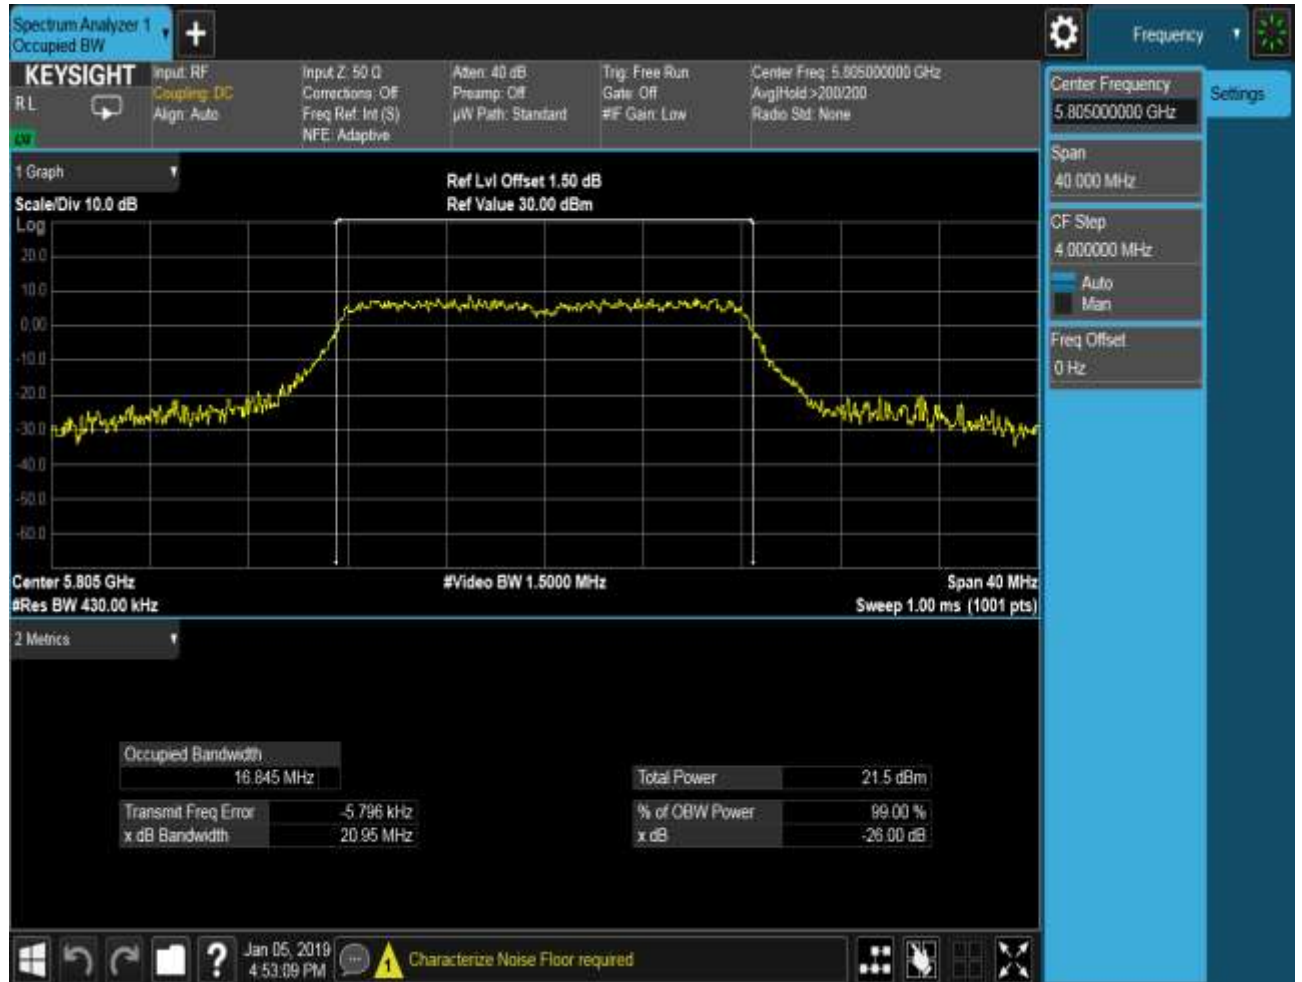 Spectrum Analyzer 1
Occupied BW
Frequency
KEYSIGHT
RL
Input: RF
Coupling: DC
Align: Auto
Input Z: 50 Ω
Corrections: Off
Freq Ref: Int (S)
NFE: Adaptive
Atten: 40 dB
Preamp: Off
µW Path: Standard
Trig: Free Run
Gate: Off
#IF Gain: Low
Center Freq: 5.805000000 GHz
Avg|Hold:>200/200
Radio Std: None
Center Frequency
5.805000000 GHz
Settings
Span
40.000 MHz
CF Step
4.000000 MHz
Auto
Man
Freq Offset
0 Hz
1 Graph
Scale/Div 10.0 dB
Ref Lvl Offset 1.50 dB
Ref Value 30.00 dBm
Log
20.0
10.0
0.00
-10.0
-20.0
-30.0
-40.0
-50.0
-60.0
Center 5.805 GHz
#Video BW 1.5000 MHz
Span 40 MHz
#Res BW 430.00 kHz
Sweep 1.00 ms (1001 pts)
2 Metrics
Occupied Bandwidth
16.845 MHz
Total Power 21.5 dBm
Transmit Freq Error -5.796 kHz
% of OBW Power 99.00 %
x dB Bandwidth 20.95 MHz
x dB -26.00 dB
Jan 05, 2019
4:53:09 PM
1
Characterize Noise Floor required